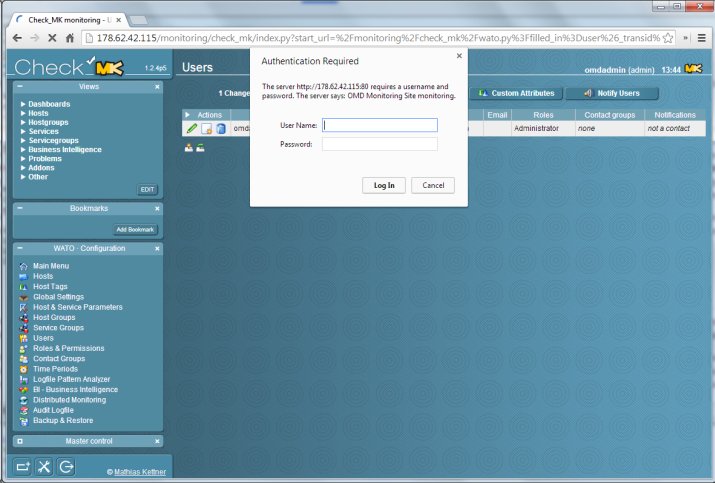 Check_MK monitoring - U
178.62.42.115/monitoring/check_mk/index.py?start_url=%2Fmonitoring%2Fcheck_mk%2Fwato.py%3Ffilled_in%3Duser%26_transid%
Check MK
1.2.4p5
Views
Dashboards
Hosts
Hostgroups
Services
Servicegroups
Business Intelligence
Problems
Addons
Other
EDIT
Bookmarks
Add Bookmark
WATO · Configuration
Main Menu
Hosts
Host Tags
Global Settings
Host & Service Parameters
Host Groups
Service Groups
Users
Roles & Permissions
Contact Groups
Time Periods
Logfile Pattern Analyzer
BI - Business Intelligence
Distributed Monitoring
Audit Logfile
Backup & Restore
Master control
© Mathias Kettner
Users
omdadmin (admin) 13:44
1 Change
Custom Attributes
Notify Users
Actions
Email
Roles
Contact groups
Notifications
omda
Administrator
none
not a contact
Authentication Required
The server http://178.62.42.115:80 requires a username
and password. The server says: OMD Monitoring Site monitoring.
User Name:
Password:
Log In
Cancel